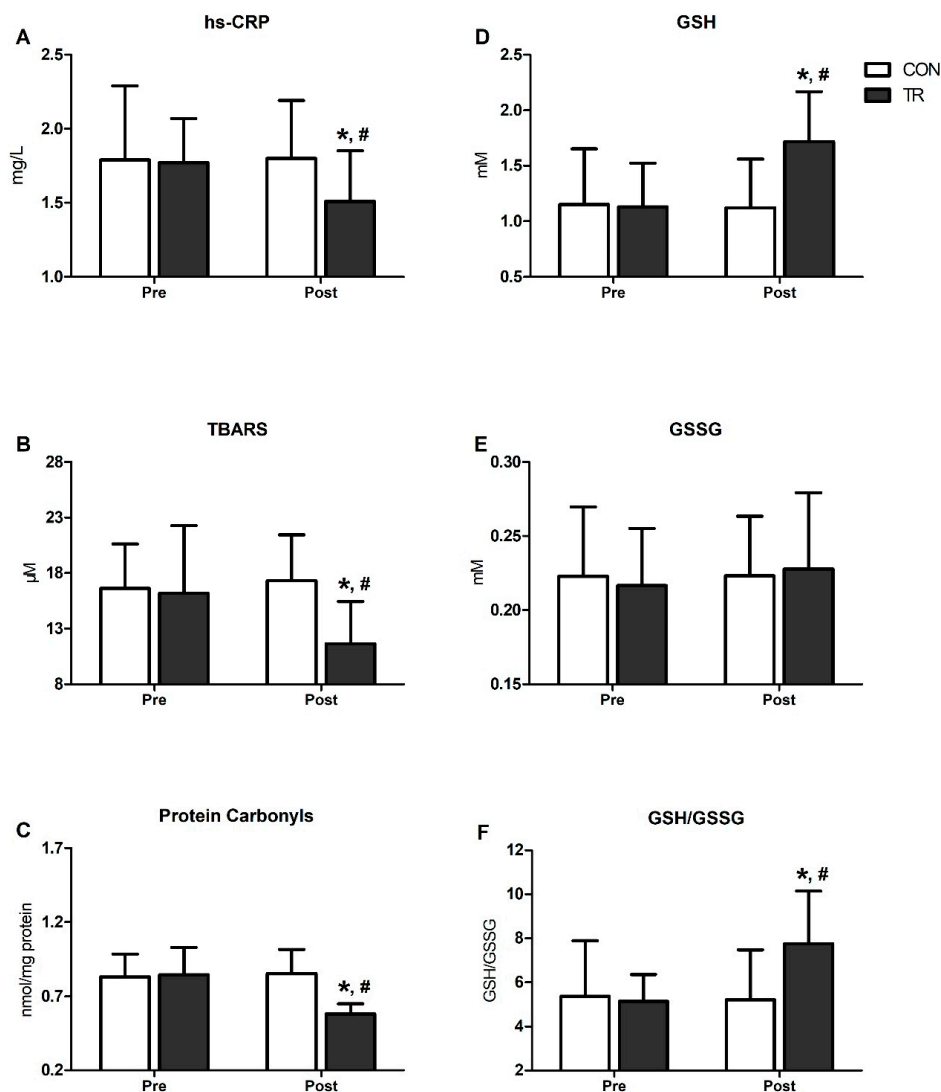 A
hs-CRP
mg/L
2.5
2.0
1.5
1.0
*, #
Pre
Post
D
GSH
mM
2.5
2.0
1.5
1.0
0.5
*, #
Pre
Post
CON
TR
B
TBARS
µM
28
23
18
13
8
*, #
Pre
Post
E
GSSG
mM
0.30
0.25
0.20
0.15
Pre
Post
C
Protein Carbonyls
nmol/mg protein
1.7
1.2
0.7
0.2
*, #
Pre
Post
F
GSH/GSSG
GSH/GSSG
12
10
8
6
4
2
*, #
Pre
Post